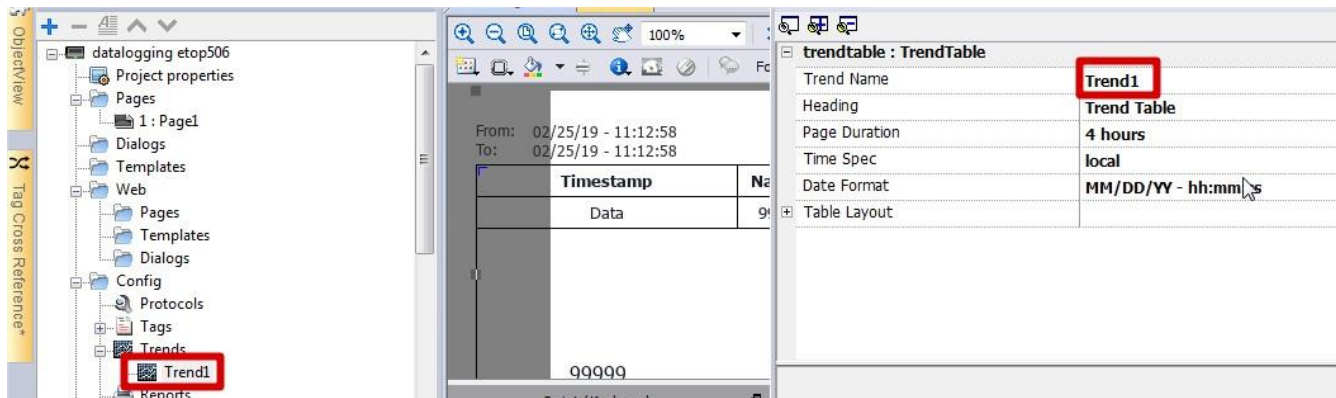 ObjectView
Tag Cross Reference*
datalogging etop506
Project properties
Pages
1 : Page1
Dialogs
Templates
Web
Pages
Templates
Dialogs
Config
Protocols
Tags
Trends
Trend1
Reports
100%
From: 02/25/19 - 11:12:58
To: 02/25/19 - 11:12:58
Timestamp
Data
99999
trendtable : TrendTable
Trend Name Trend1
Heading Trend Table
Page Duration 4 hours
Time Spec local
Date Format MM/DD/YY - hh:mm
Table Layout